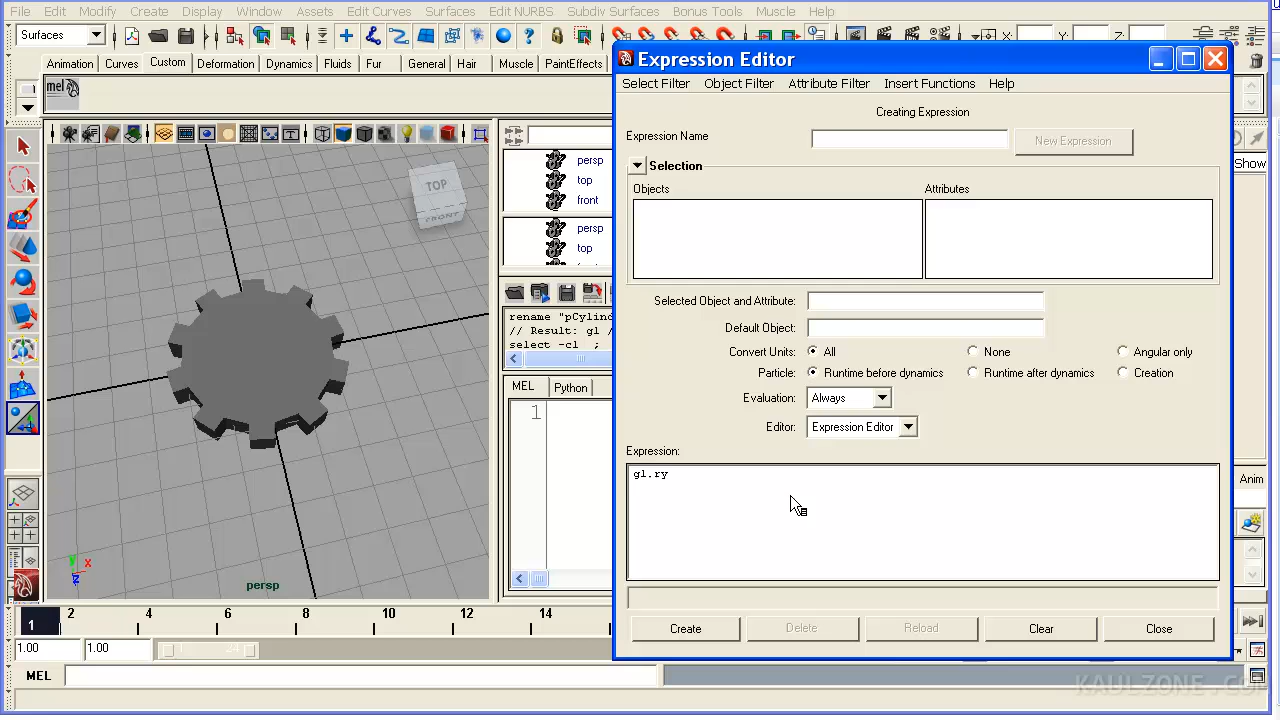 File Edit Modify Create Display Window Assets Edit Curves Surfaces Edit NURBS Subdiv Surfaces Bonus Tools Muscle Help
Surfaces
X: Y: Z:
Animation Curves Custom Deformation Dynamics Fluids Fur General Hair Muscle PaintEffects
mel
Expression Editor
Select Filter Object Filter Attribute Filter Insert Functions Help
Creating Expression
Expression Name
New Expression
Selection
Objects
Attributes
Selected Object and Attribute:
Default Object:
Convert Units: All None Angular only
Particle: Runtime before dynamics Runtime after dynamics Creation
Evaluation: Always
Editor: Expression Editor
Expression:
g1.ry
Create Delete Reload Clear Close
Show
Anim
TOP
FRONT
persp
top
front
persp
top
rename "pCylind
// Result: g1 /
select -cl ;
MEL Python
1
y x
z
persp
1 2 4 6 8 10 12 14
1.00 1.00 1 24
MEL
KAULZONE.COM